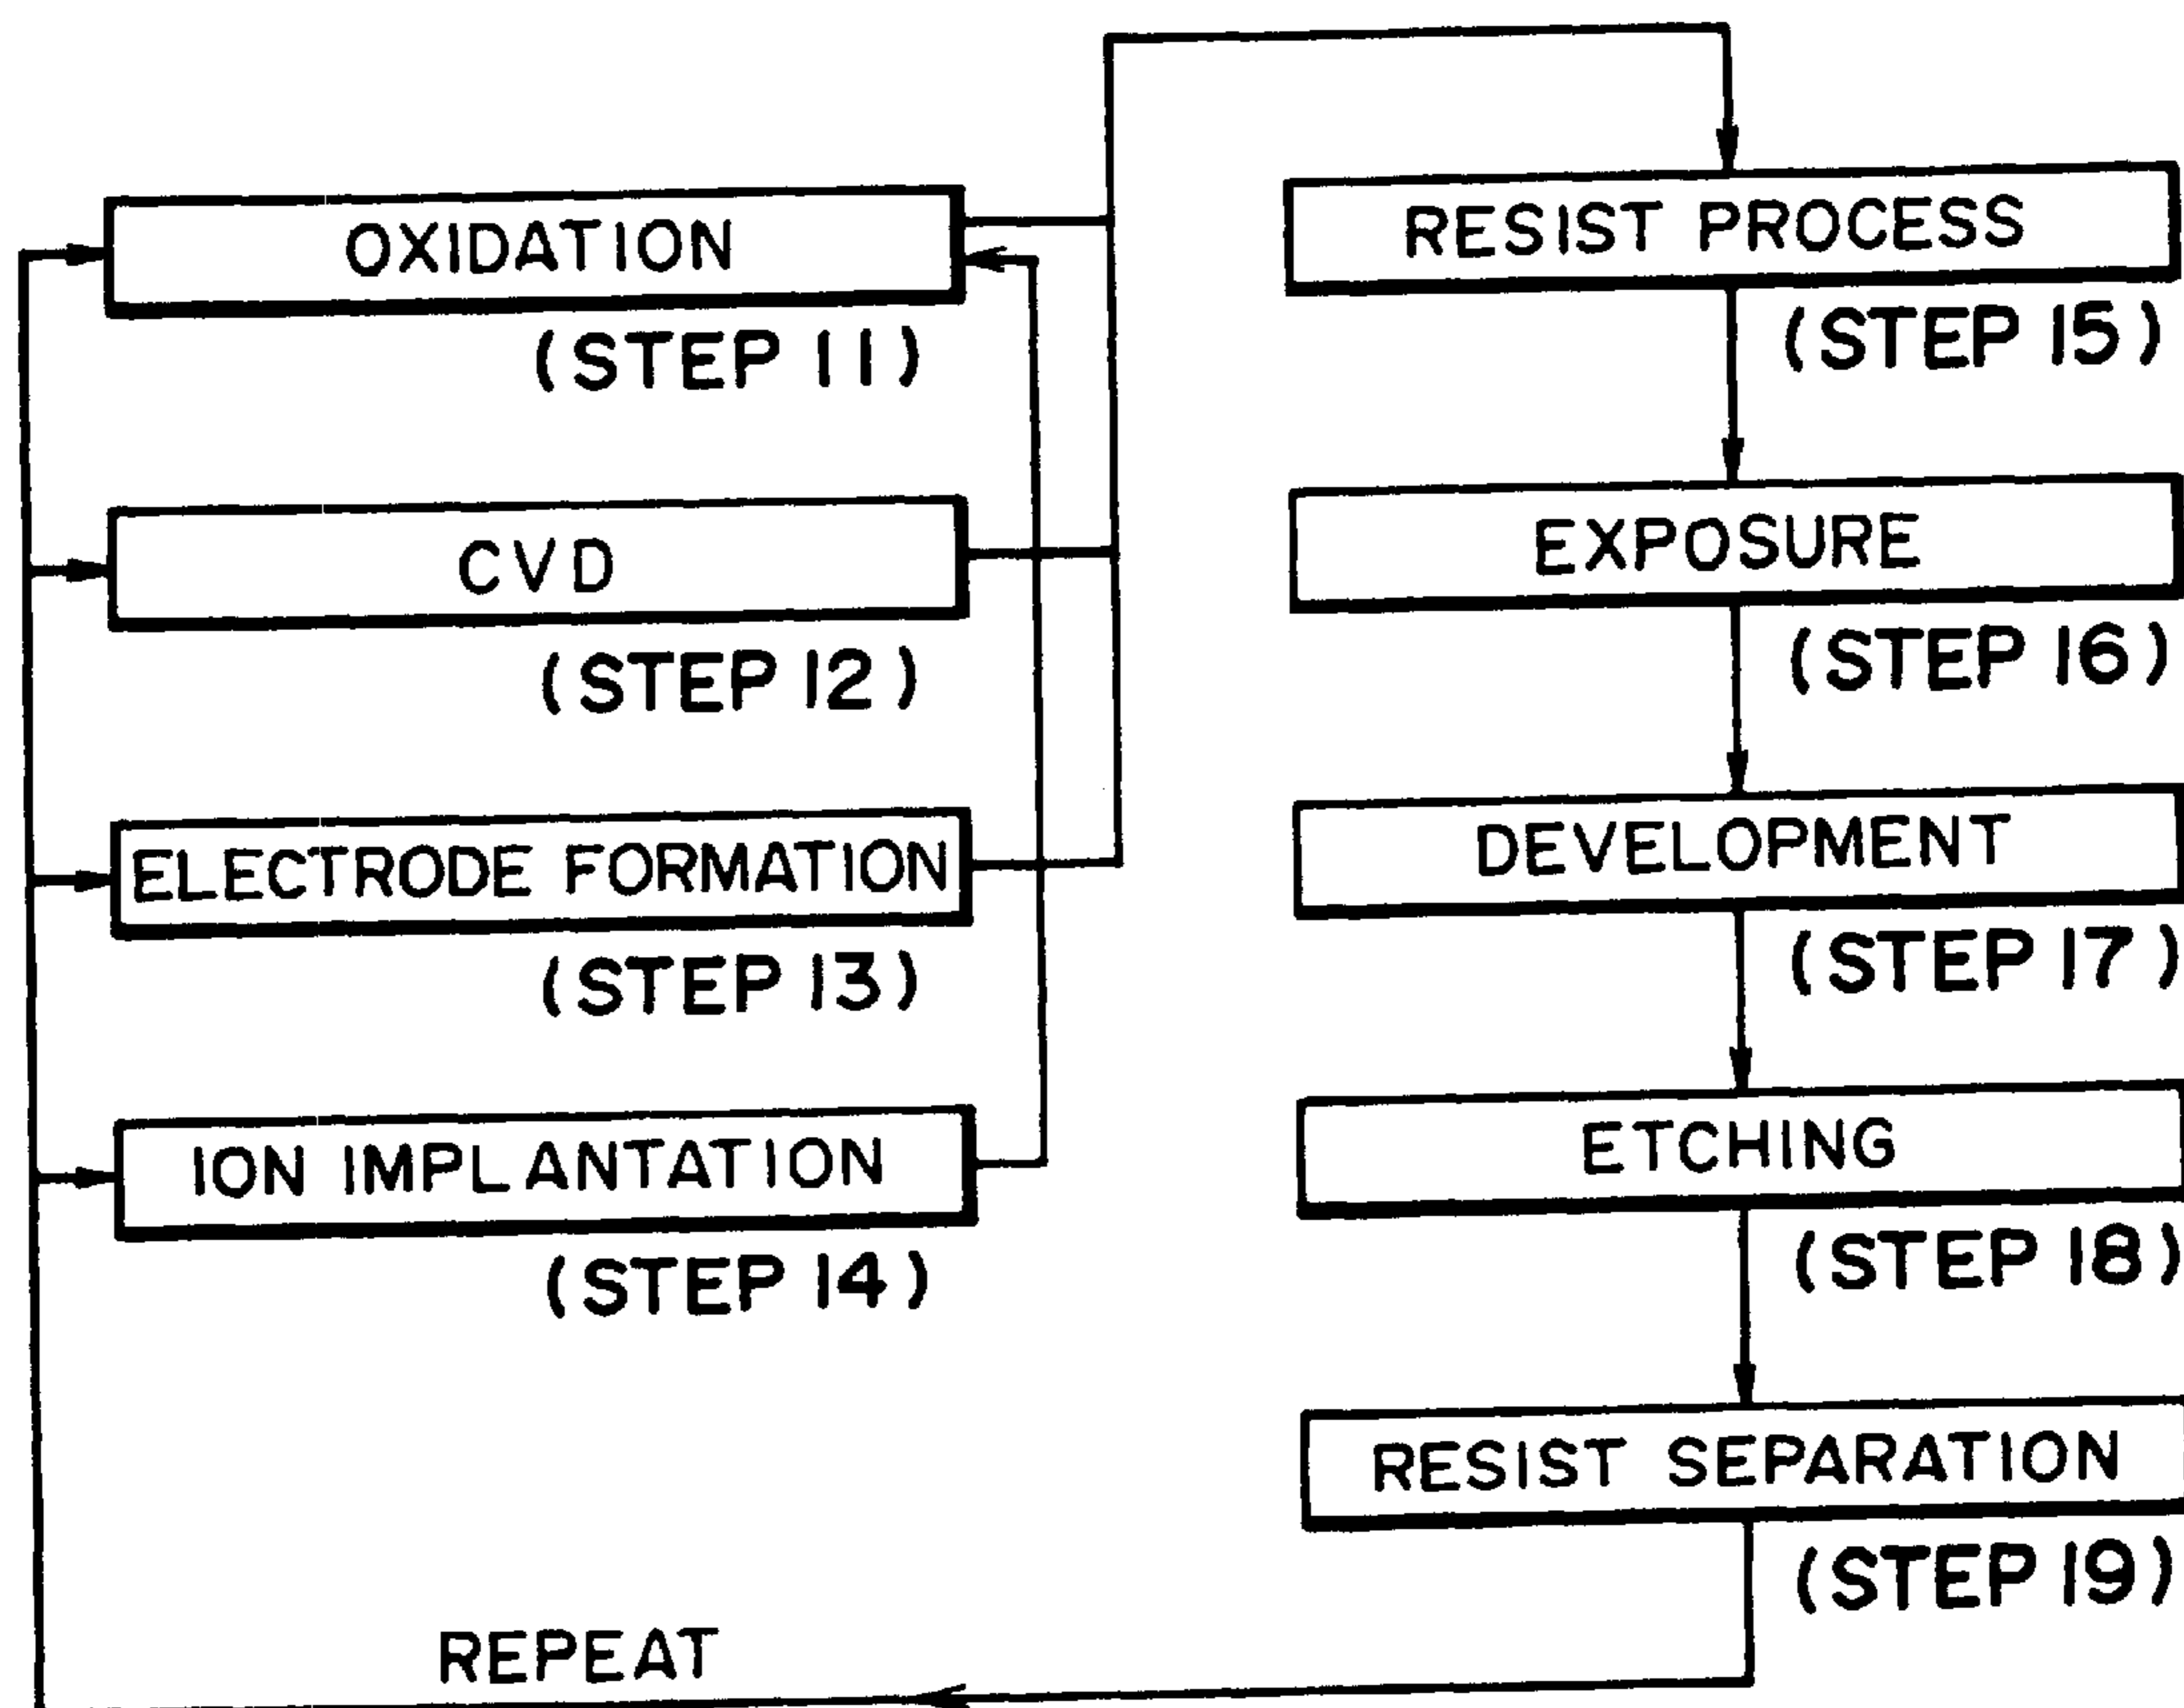 OXIDATION
(STEP 11)
CVD
(STEP 12)
ELECTRODE FORMATION
(STEP 13)
ION IMPLANTATION
(STEP 14)
RESIST PROCESS
(STEP 15)
EXPOSURE
(STEP 16)
DEVELOPMENT
(STEP 17)
ETCHING
(STEP 18)
RESIST SEPARATION
(STEP 19)
REPEAT